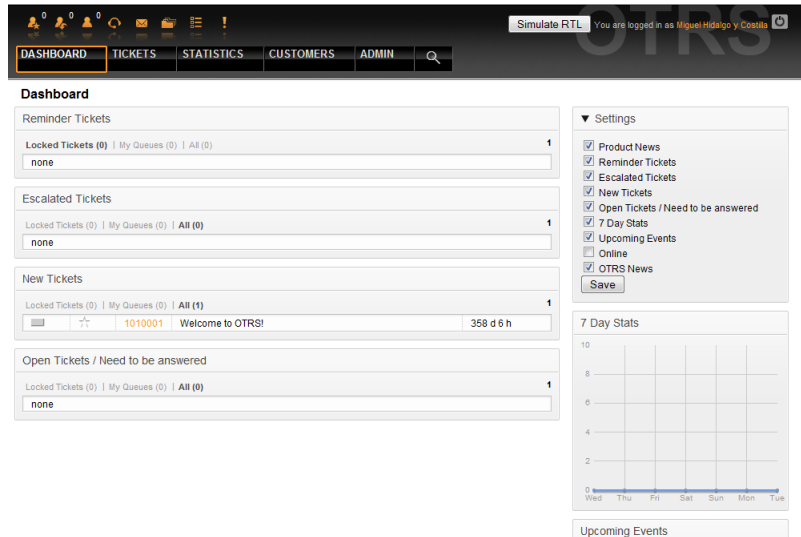 0 0 0
OTRS
Simulate RTL You are logged in as Miguel Hidalgo y Costilla
DASHBOARD TICKETS STATISTICS CUSTOMERS ADMIN
Dashboard
Reminder Tickets
Locked Tickets (0) | My Queues (0) | All (0) 1
none
Escalated Tickets
Locked Tickets (0) | My Queues (0) | All (0) 1
none
New Tickets
Locked Tickets (0) | My Queues (0) | All (1) 1
1010001 Welcome to OTRS! 358 d 6 h
Open Tickets / Need to be answered
Locked Tickets (0) | My Queues (0) | All (0) 1
none
▼ Settings
Product News
Reminder Tickets
Escalated Tickets
New Tickets
Open Tickets / Need to be answered
7 Day Stats
Upcoming Events
Online
OTRS News
Save
7 Day Stats
10
8
6
4
2
0
Wed Thu Fri Sat Sun Mon Tue
Upcoming Events